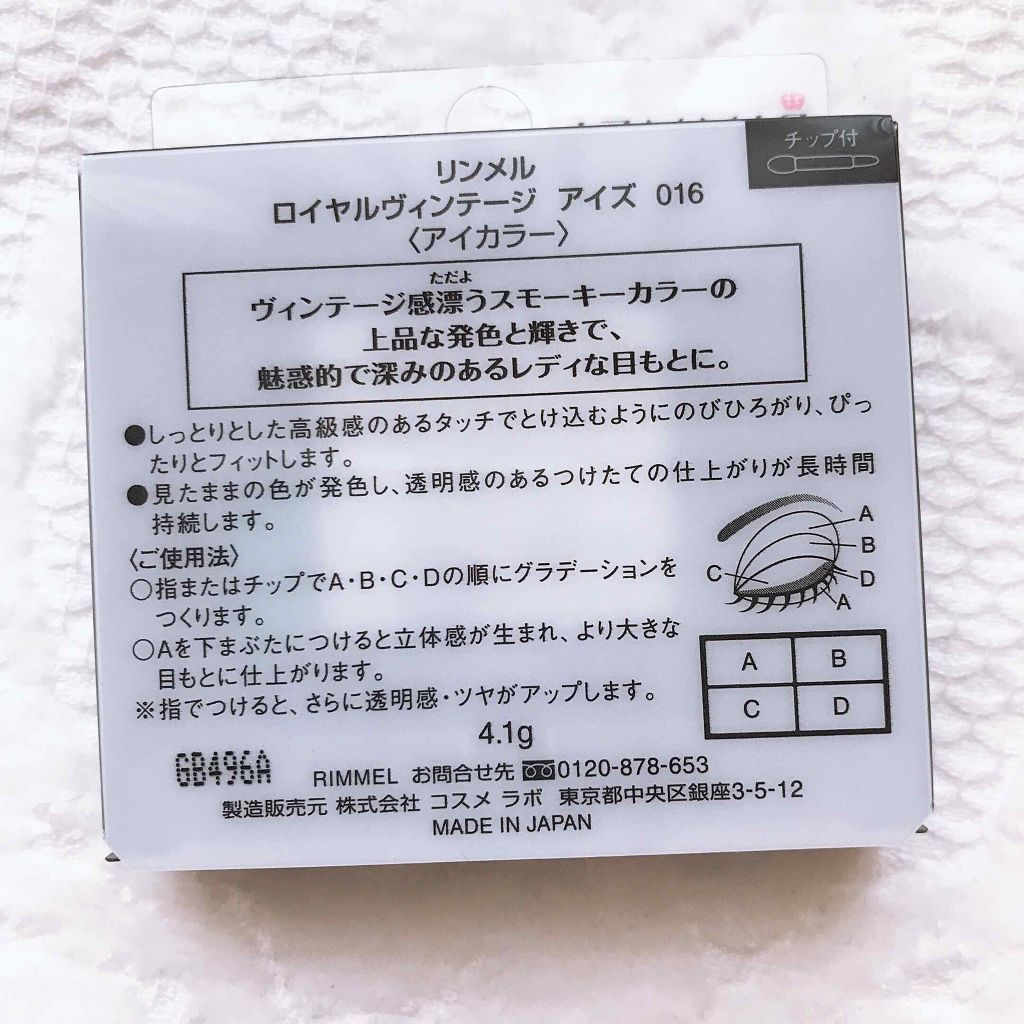 チップ付
リンメル
ロイヤルヴィンテージ アイズ 016
〈アイカラー〉
ただよ
ヴィンテージ感漂うスモーキーカラーの
上品な発色と輝きで、
魅惑的で深みのあるレディな目もとに。
●しっとりとした高級感のあるタッチでとけ込むようにのびひろがり、ぴっ
たりとフィットします。
●見たままの色が発色し、透明感のあるつけたての仕上がりが長時間
持続します。
〈ご使用法〉
○指またはチップでA・B・C・Dの順にグラデーションを
つくります。
○Aを下まぶたにつけると立体感が生まれ、より大きな
目もとに仕上がります。
※指でつけると、さらに透明感・ツヤがアップします。
A
B
C
D
A
A B
C D
4.1g
GB496A
RIMMEL お問合せ先 0120-878-653
製造販売元 株式会社 コスメ ラボ 東京都中央区銀座3-5-12
MADE IN JAPAN